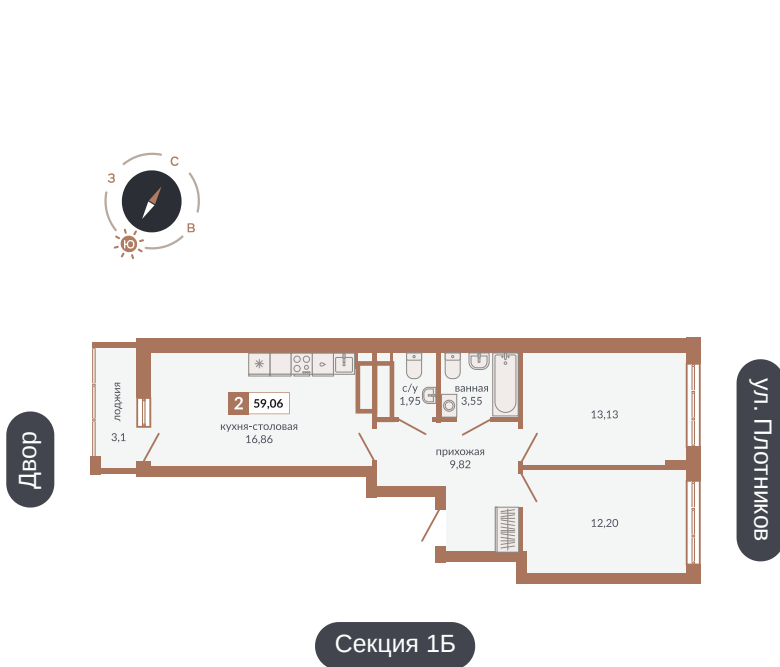 С
З
В
Ю
лоджия
3,1
2 59,06
кухня-столовая
16,86
с/у
1,95
ванная
3,55
прихожая
9,82
13,13
12,20
Двор
ул. Плотников
Секция 1Б